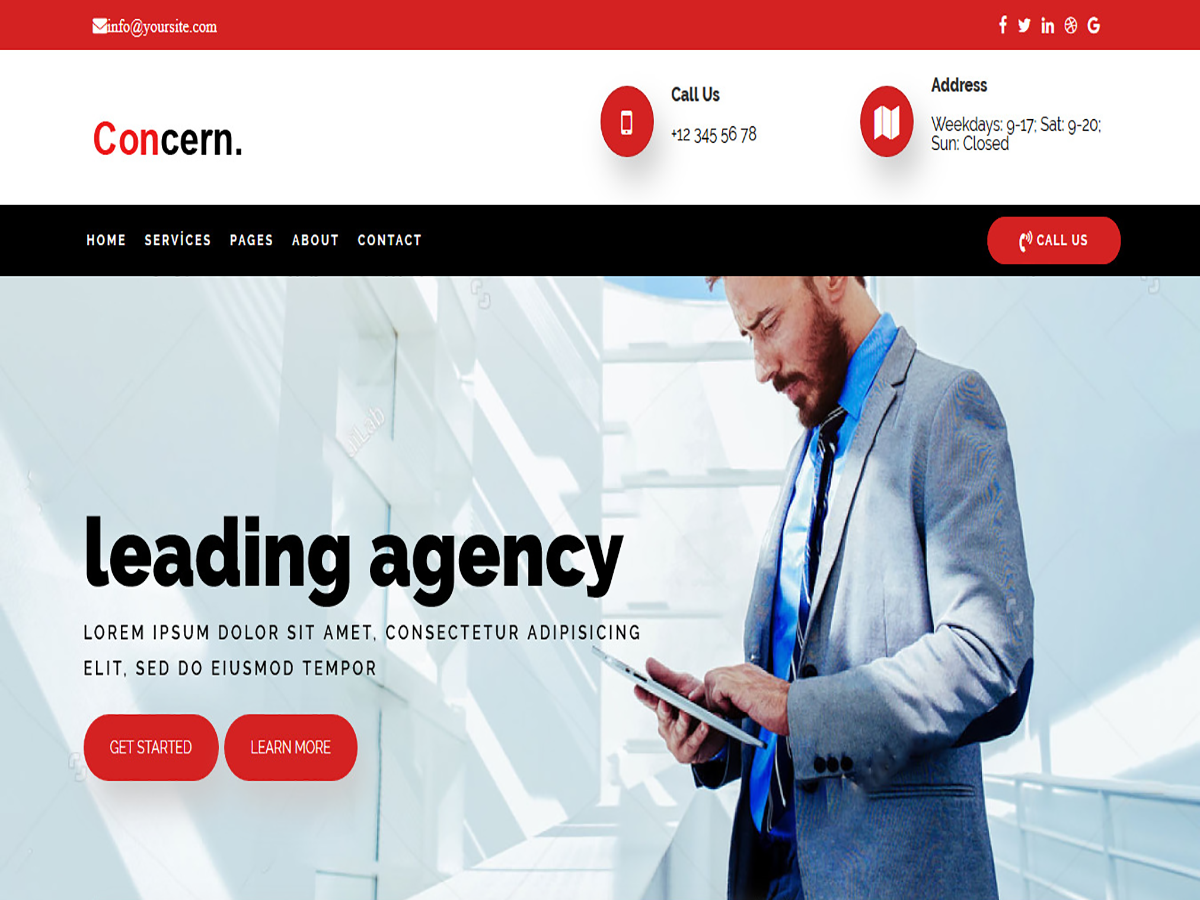 info@yoursite.com
Concern.
Call Us
+12 345 56 78
Address
Weekdays: 9-17; Sat: 9-20;
Sun: Closed
HOME SERVİCES PAGES ABOUT CONTACT
CALL US
leading agency
LOREM IPSUM DOLOR SIT AMET, CONSECTETUR ADIPISICING
ELIT, SED DO EIUSMOD TEMPOR
GET STARTED LEARN MORE